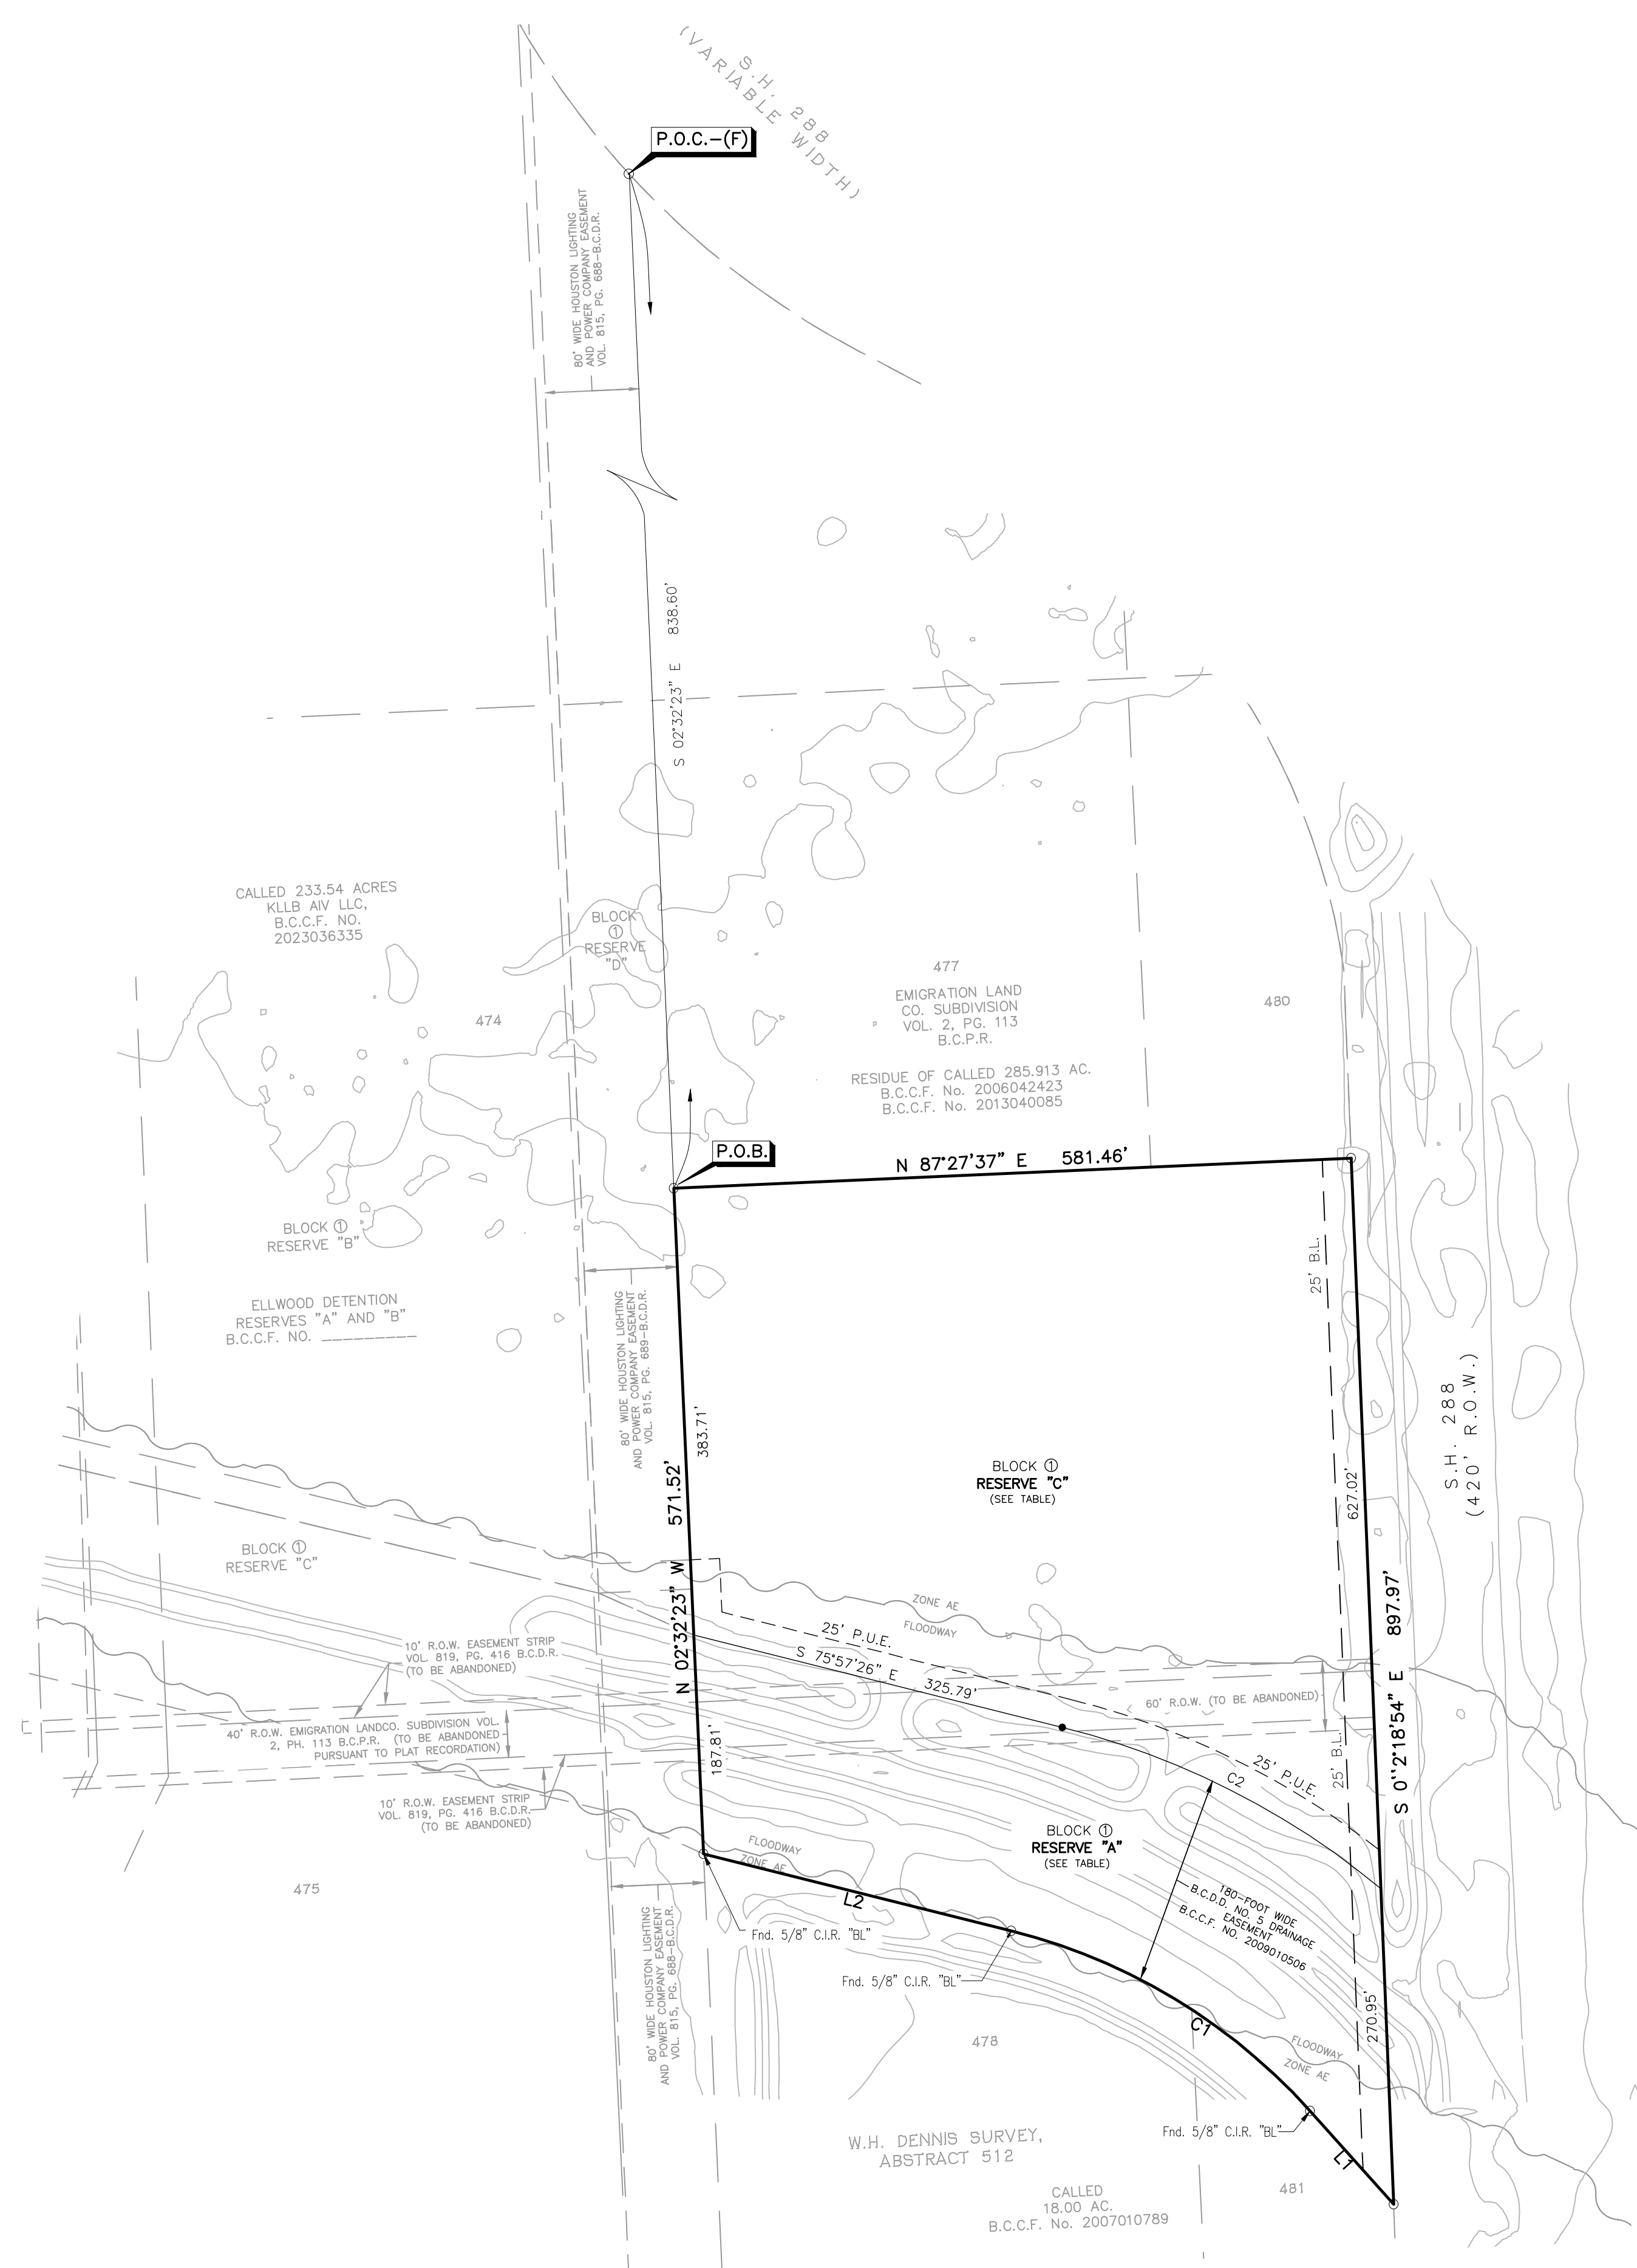 S.H. 288
(VARIABLE WIDTH)
P.O.C.-(F)
80' WIDE HOUSTON LIGHTING
AND POWER COMPANY EASEMENT
VOL. 815, PG. 688-B.C.D.R.
S 02°32'23" E 838.60'
CALLED 233.54 ACRES
KLLB AIV LLC,
B.C.C.F. NO.
2023036335
BLOCK
①
RESERVE
"D"
474
477
EMIGRATION LAND
CO. SUBDIVISION
VOL. 2, PG. 113
B.C.P.R.
480
RESIDUE OF CALLED 285.913 AC.
B.C.C.F. No. 2006042423
B.C.C.F. No. 2013040085
P.O.B.
N 87°27'37" E 581.46'
BLOCK ①
RESERVE "B"
ELLWOOD DETENTION
RESERVES "A" AND "B"
B.C.C.F. NO. __________
80' WIDE HOUSTON LIGHTING
AND POWER COMPANY EASEMENT
VOL. 815, PG. 689-B.C.D.R.
25' B.L.
383.71'
N 02°32'23" W 571.52'
BLOCK ①
RESERVE "C"
(SEE TABLE)
627.02'
S.H. 288
(420' R.O.W.)
BLOCK ①
RESERVE "C"
ZONE AE
FLOODWAY
25' P.U.E.
S 75°57'26" E 325.79'
10' R.O.W. EASEMENT STRIP
VOL. 819, PG. 416 B.C.D.R.
(TO BE ABANDONED)
60' R.O.W. (TO BE ABANDONED)
S 0''2'18'54" E 897.97'
40' R.O.W. EMIGRATION LANDCO. SUBDIVISION VOL.
2, PH. 113 B.C.P.R. (TO BE ABANDONED
PURSUANT TO PLAT RECORDATION)
187.81'
25' B.L.
25' P.U.E.
C2
10' R.O.W. EASEMENT STRIP
VOL. 819, PG. 416 B.C.D.R.
(TO BE ABANDONED)
BLOCK ①
RESERVE "A"
(SEE TABLE)
FLOODWAY
ZONE AE
475
L2
180-FOOT WIDE
B.C.D.D. NO. 5 DRAINAGE
EASEMENT
B.C.C.F. NO. 2009010506
Fnd. 5/8" C.I.R. "BL"
80' WIDE HOUSTON LIGHTING
AND POWER COMPANY EASEMENT
VOL. 815, PG. 688-B.C.D.R.
Fnd. 5/8" C.I.R. "BL"
270.95'
C1
478
FLOODWAY
ZONE AE
Fnd. 5/8" C.I.R. "BL"
W.H. DENNIS SURVEY,
ABSTRACT 512
L1
481
CALLED
18.00 AC.
B.C.C.F. No. 2007010789